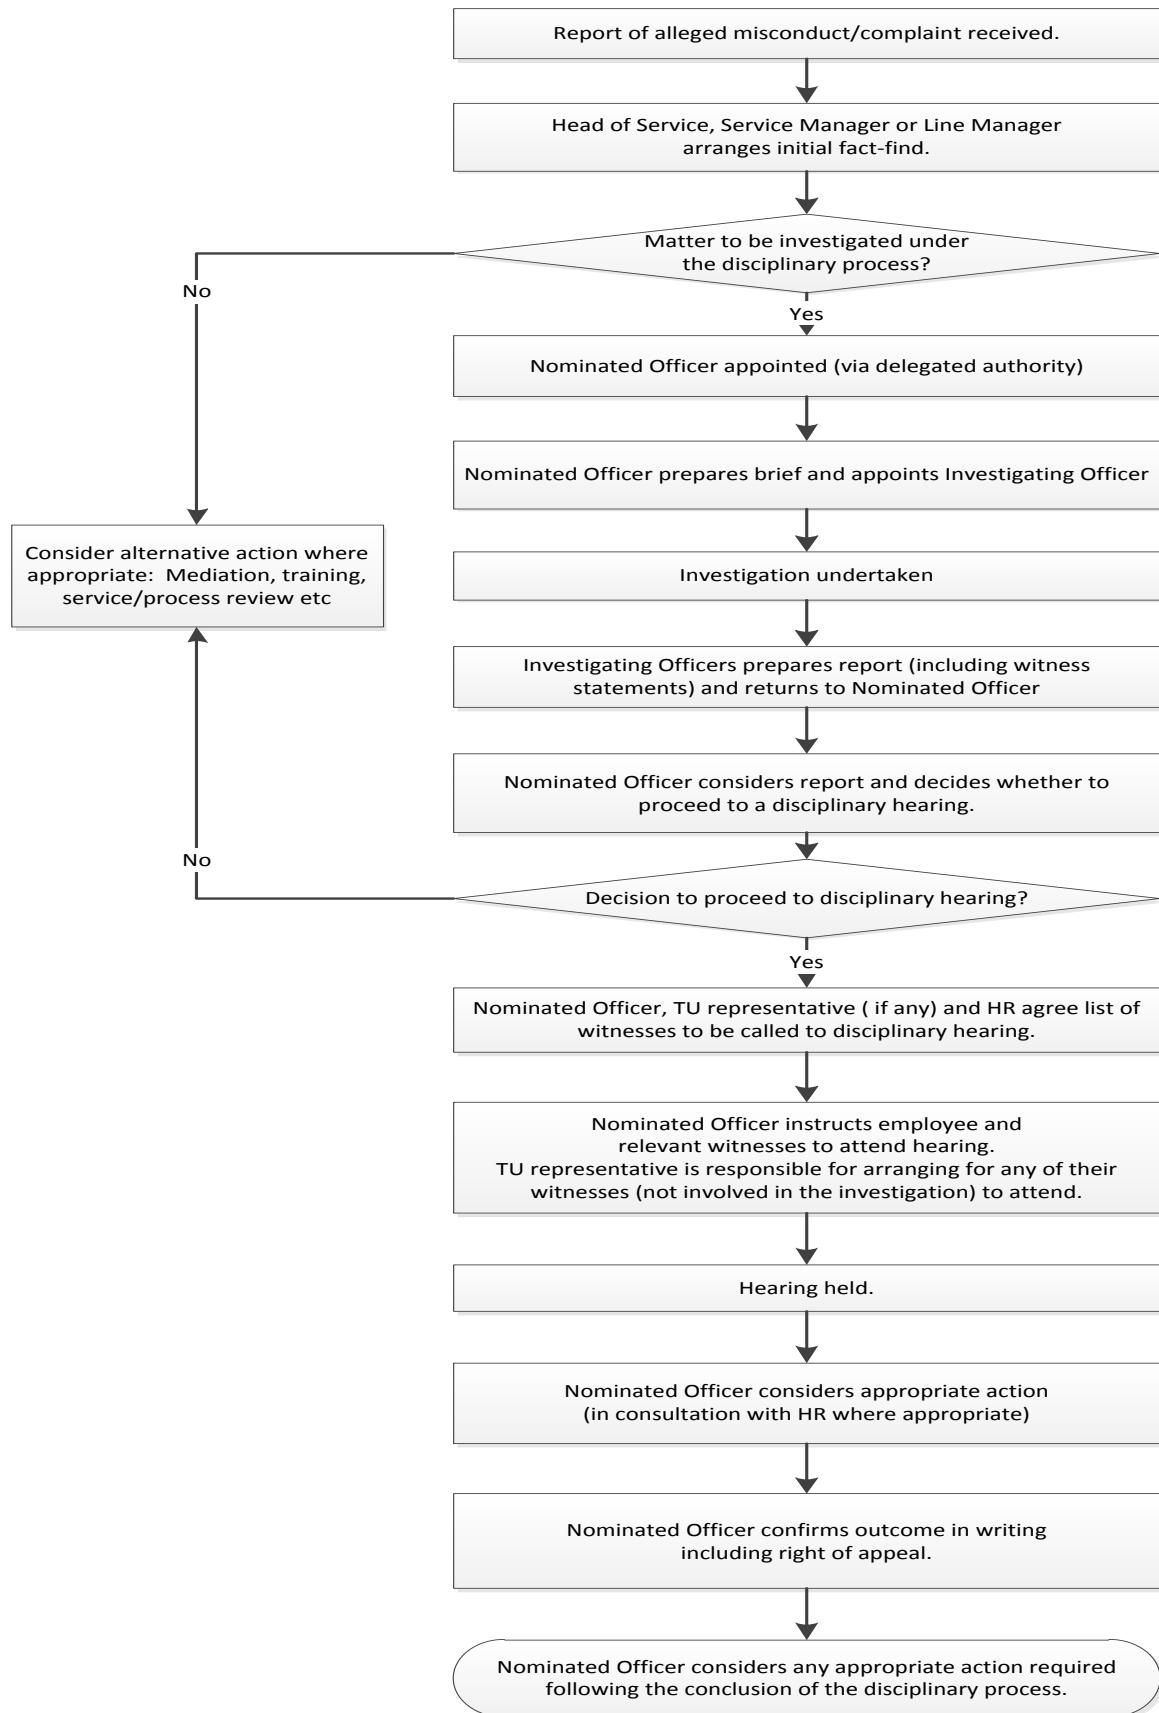 Report of alleged misconduct/complaint received.
Head of Service, Service Manager or Line Manager
arranges initial fact-find.
Matter to be investigated under
the disciplinary process?
No
Yes
Nominated Officer appointed (via delegated authority)
Nominated Officer prepares brief and appoints Investigating Officer
Consider alternative action where
appropriate:  Mediation, training,
service/process review etc
Investigation undertaken
Investigating Officers prepares report (including witness
statements) and returns to Nominated Officer
Nominated Officer considers report and decides whether to
proceed to a disciplinary hearing.
No
Decision to proceed to disciplinary hearing?
Yes
Nominated Officer, TU representative ( if any) and HR agree list of
witnesses to be called to disciplinary hearing.
Nominated Officer instructs employee and
relevant witnesses to attend hearing.
TU representative is responsible for arranging for any of their
witnesses (not involved in the investigation) to attend.
Hearing held.
Nominated Officer considers appropriate action
(in consultation with HR where appropriate)
Nominated Officer confirms outcome in writing
including right of appeal.
Nominated Officer considers any appropriate action required
following the conclusion of the disciplinary process.